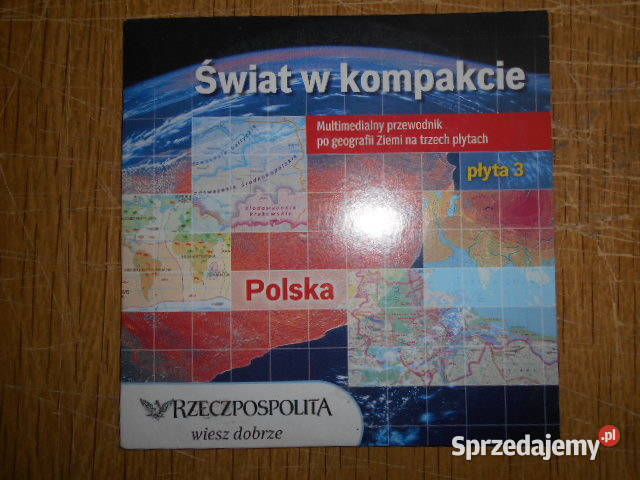 Świat w kompakcie
Multimedialny przewodnik
po geografii Ziemi na trzech płytach
płyta 3
Polska
RZECZPOSPOLITA
wiesz dobrze
Sprzedajemy.pl